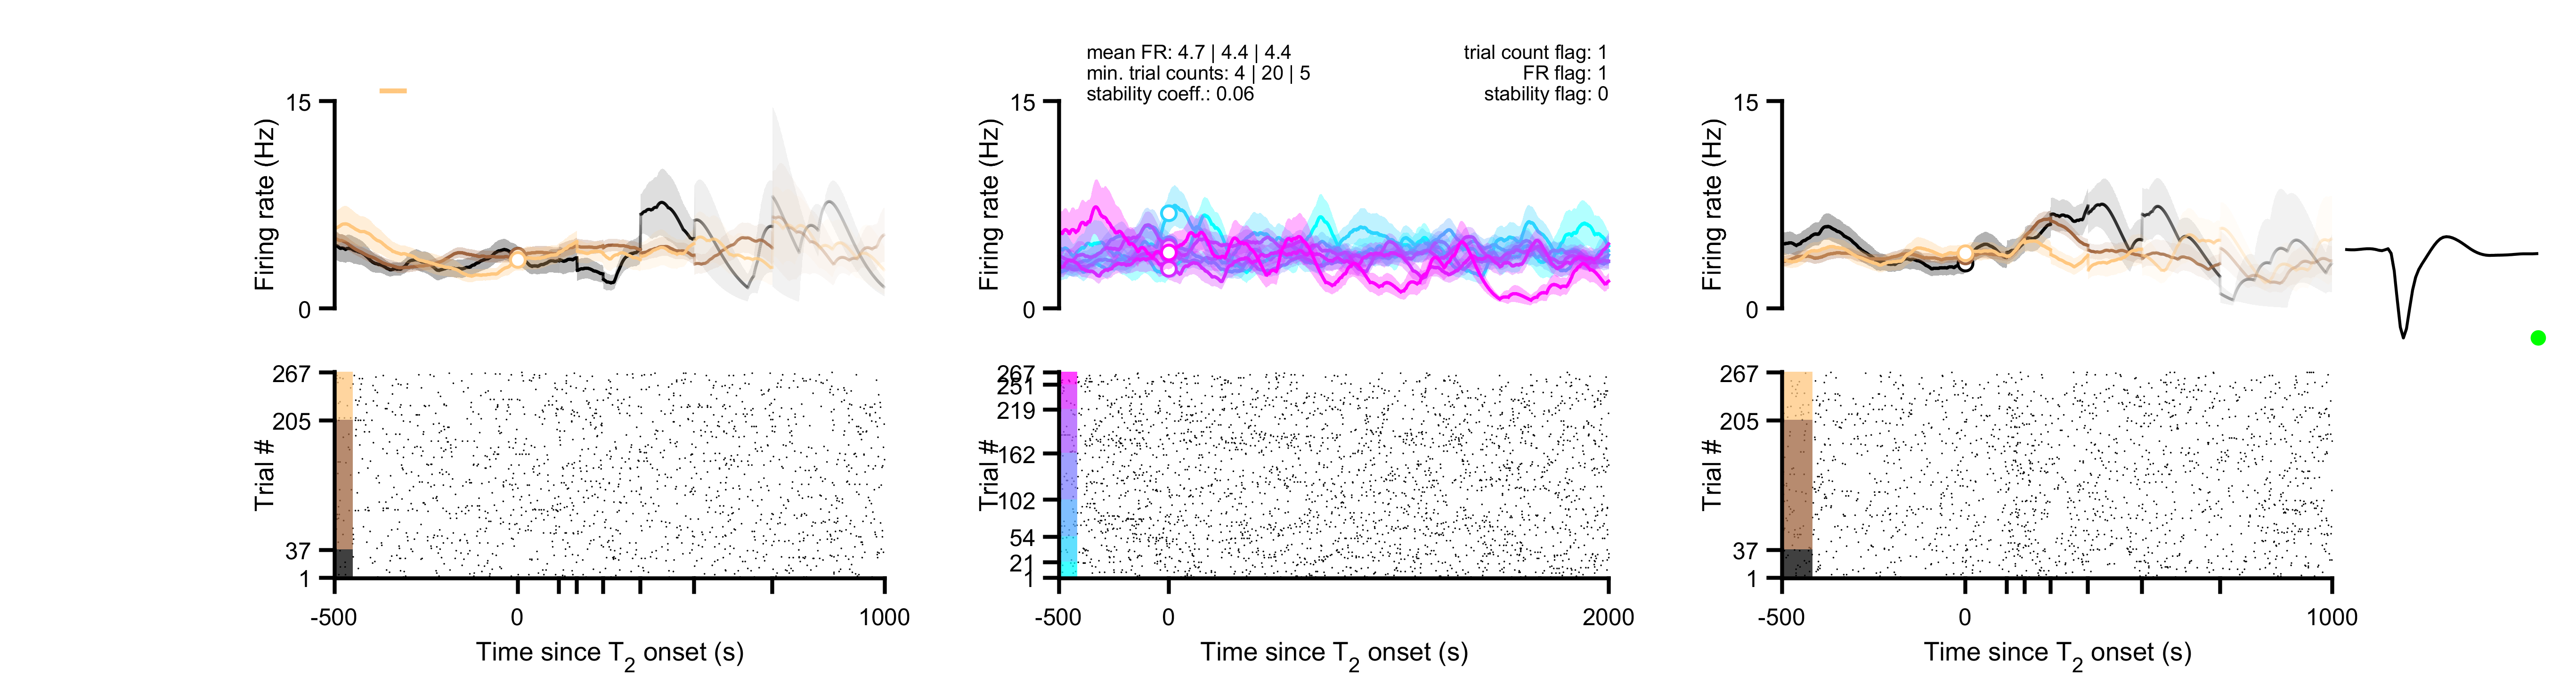 mean FR: 4.7 | 4.4 | 4.4
min. trial counts: 4 | 20 | 5
stability coeff.: 0.06
trial count flag: 1
FR flag: 1
stability flag: 0
15
0
Firing rate (Hz)
15
0
Firing rate (Hz)
15
0
Firing rate (Hz)
267
205
37
1
Trial #
-500
0
1000
Time since T2 onset (s)
267
251
219
162
102
54
21
1
Trial #
-500
0
2000
Time since T2 onset (s)
267
205
37
1
Trial #
-500
0
1000
Time since T2 onset (s)